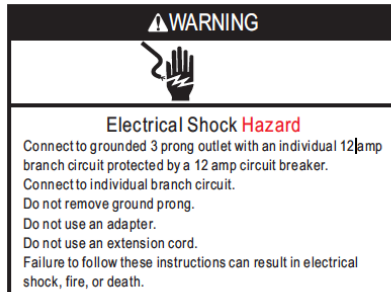 WARNING
Electrical Shock Hazard
Connect to grounded 3 prong outlet with an individual 12 amp
branch circuit protected by a 12 amp circuit breaker.
Connect to individual branch circuit.
Do not remove ground prong.
Do not use an adapter.
Do not use an extension cord.
Failure to follow these instructions can result in electrical
shock, fire, or death.